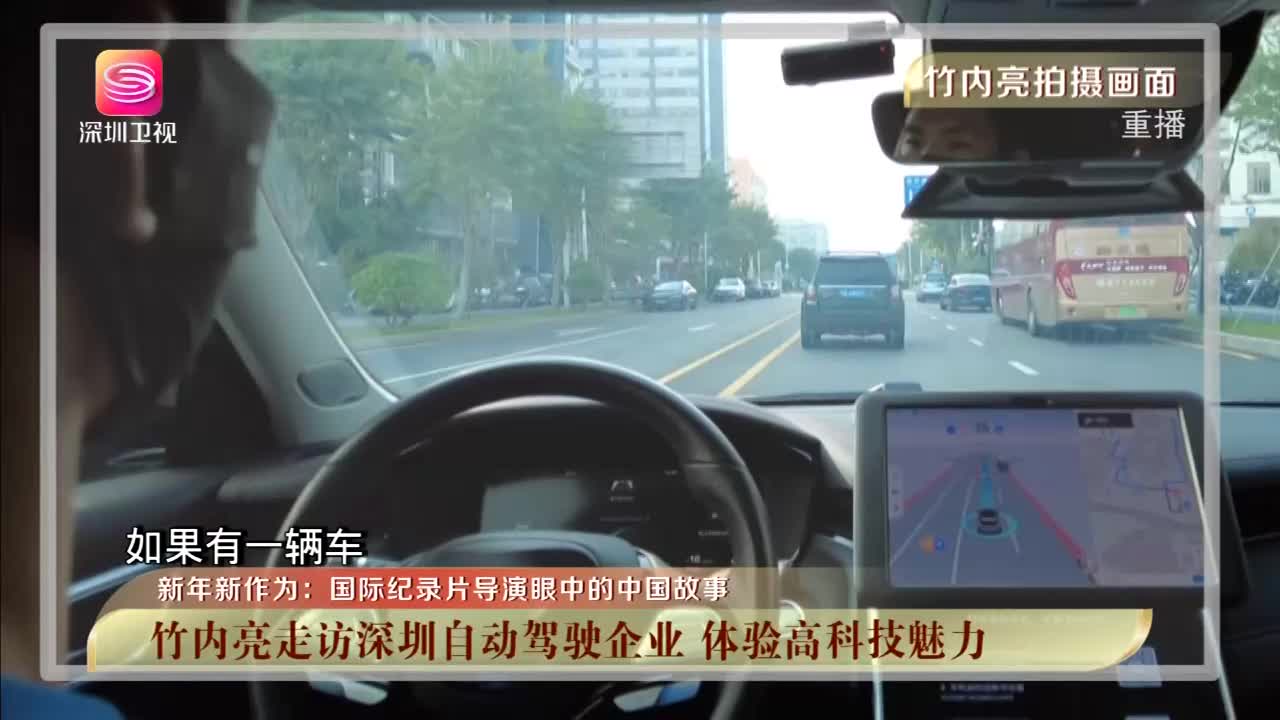 深圳卫视
竹内亮拍摄画面
重播
如果有一辆车
新年新作为：国际纪录片导演眼中的中国故事
竹内亮走访深圳自动驾驶企业 体验高科技魅力